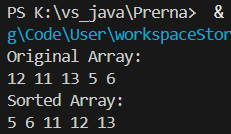 PS K:\vs_java\Prerna> &
g\Code\User\workspaceStor
Original Array:
12 11 13 5 6
Sorted Array:
5 6 11 12 13